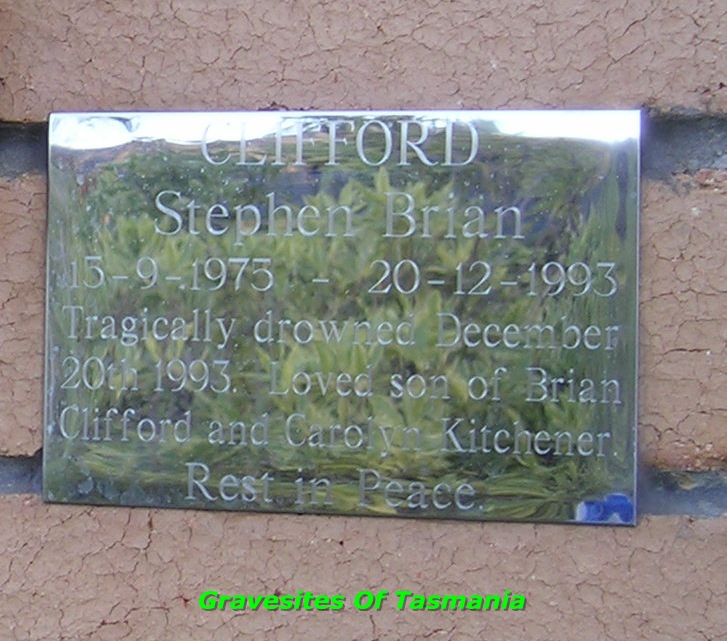 CLIFFORD
Stephen Brian
15-9-1975 - 20-12-1993
Tragically drowned December
20th 1993. Loved son of Brian
Clifford and Carolyn Kitchener.
Rest in Peace.
Gravesites Of Tasmania